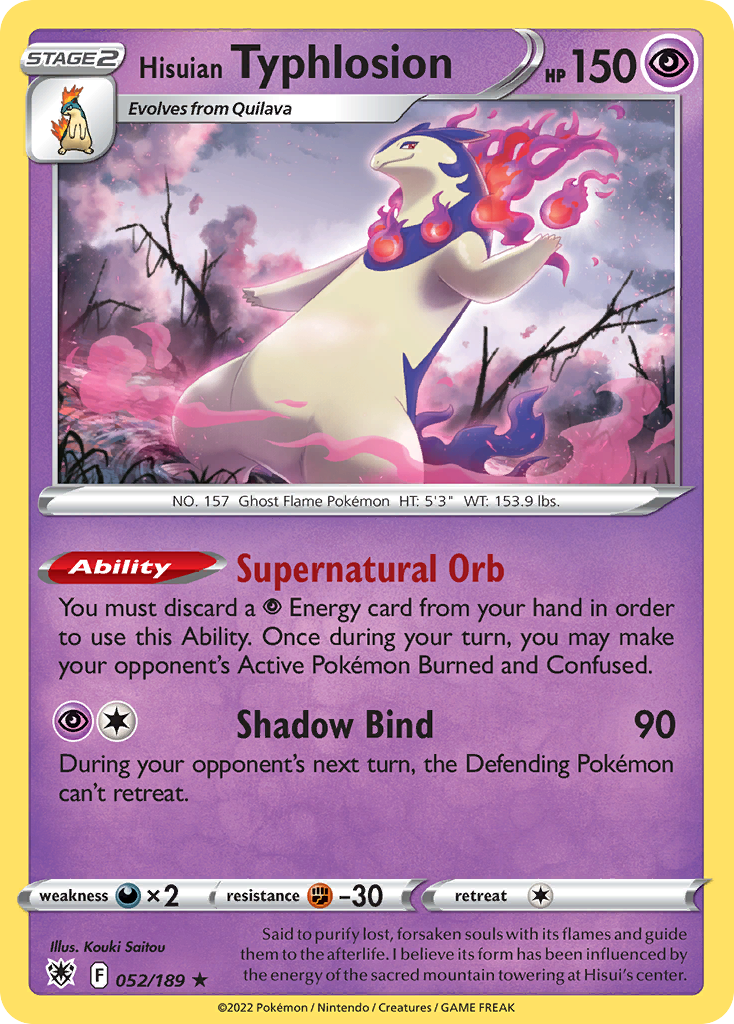 STAGE2
Hisuian Typhlosion
HP 150
Evolves from Quilava
NO. 157 Ghost Flame Pokémon HT: 5'3" WT: 153.9 lbs.
Ability Supernatural Orb
You must discard a Energy card from your hand in order
to use this Ability. Once during your turn, you may make
your opponent's Active Pokémon Burned and Confused.
Shadow Bind 90
During your opponent's next turn, the Defending Pokémon
can't retreat.
weakness ×2 resistance -30 retreat
Illus. Kouki Saitou
Said to purify lost, forsaken souls with its flames and guide
them to the afterlife. I believe its form has been influenced by
the energy of the sacred mountain towering at Hisui's center.
F 052/189 ★
©2022 Pokémon / Nintendo / Creatures / GAME FREAK